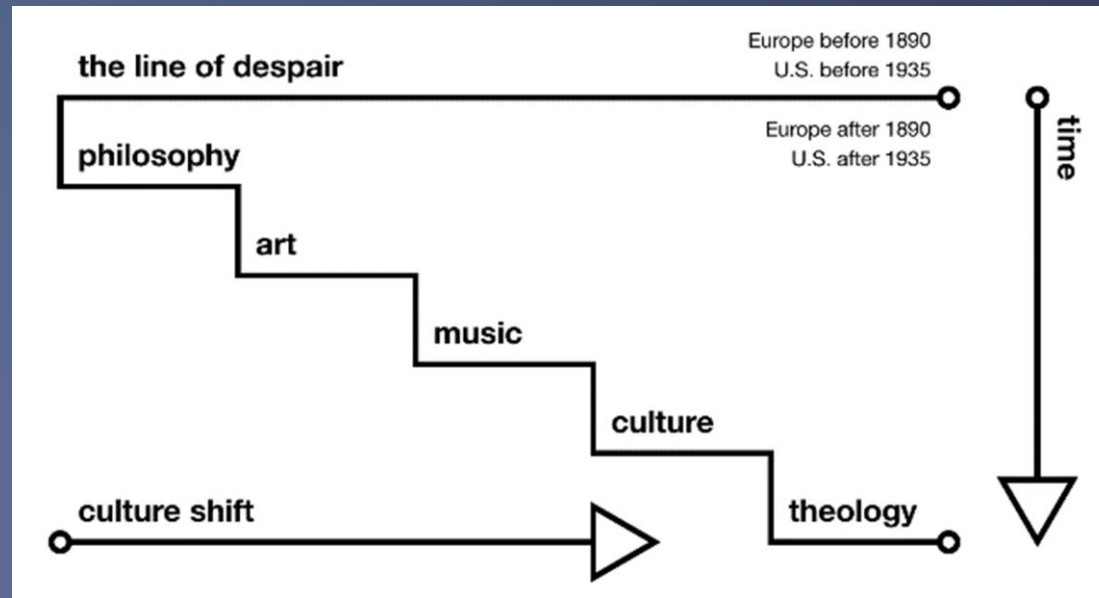 the line of despair
Europe before 1890
U.S. before 1935
Europe after 1890
U.S. after 1935
time
philosophy
art
music
culture
culture shift
theology